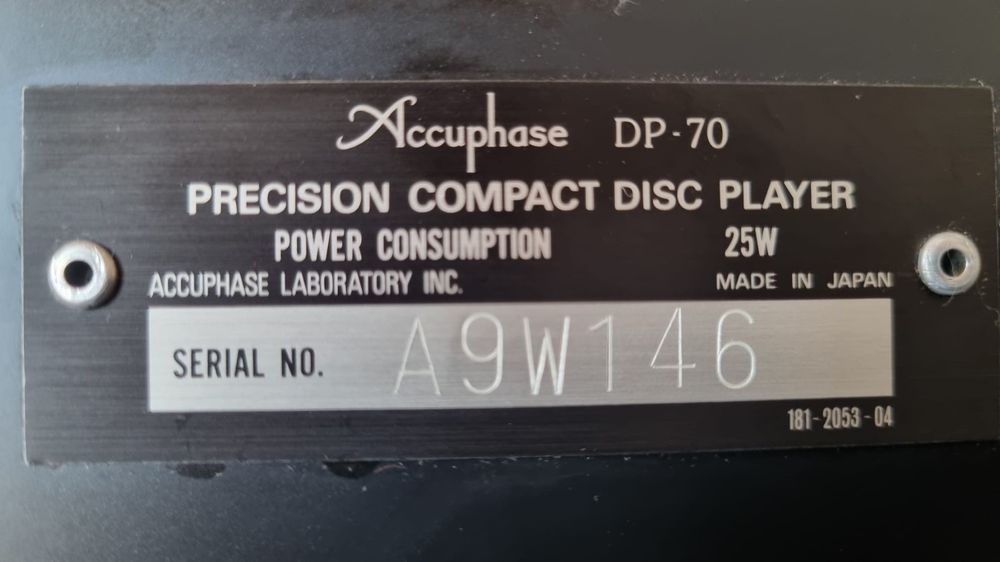 Accuphase DP-70
PRECISION COMPACT DISC PLAYER
POWER CONSUMPTION 25W
ACCUPHASE LABORATORY INC. MADE IN JAPAN
SERIAL NO. A9W146
181-2053-04